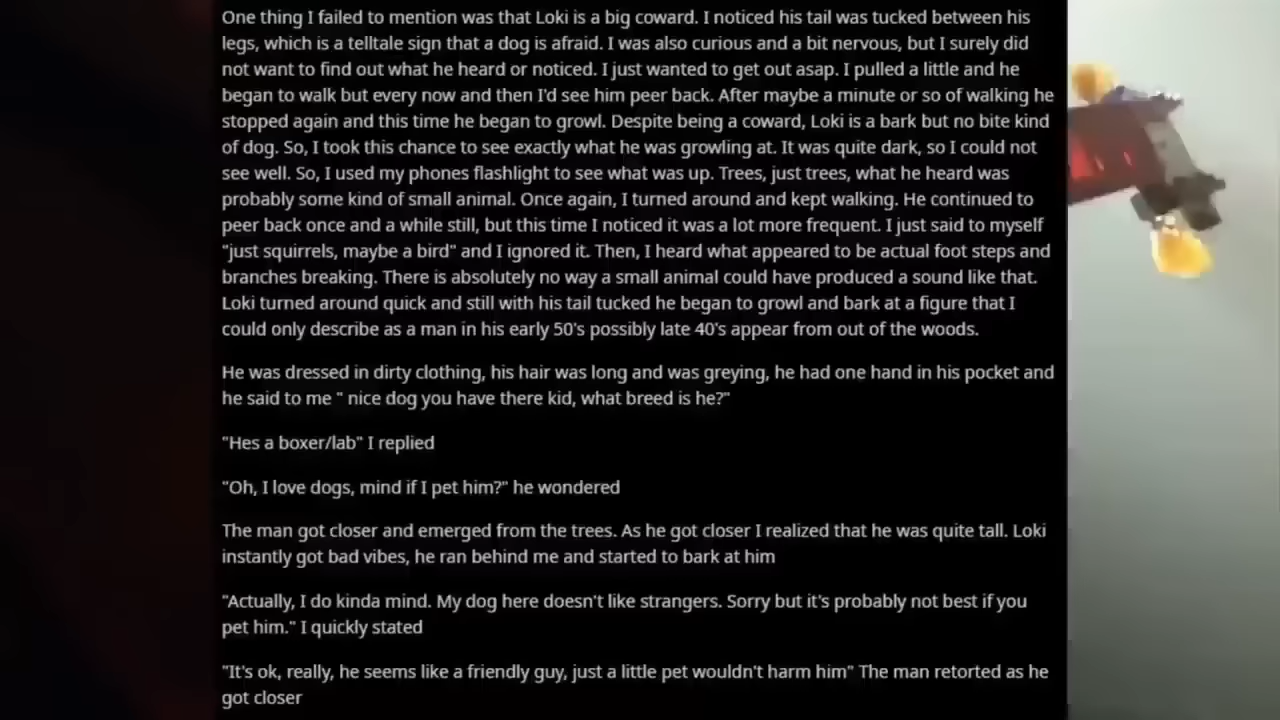 One thing I failed to mention was that Loki is a big coward. I noticed his tail was tucked between his
legs, which is a telltale sign that a dog is afraid. I was also curious and a bit nervous, but I surely did
not want to find out what he heard or noticed. I just wanted to get out asap. I pulled a little and he
began to walk but every now and then I'd see him peer back. After maybe a minute or so of walking he
stopped again and this time he began to growl. Despite being a coward, Loki is a bark but no bite kind
of dog. So, I took this chance to see exactly what he was growling at. It was quite dark, so I could not
see well. So, I used my phones flashlight to see what was up. Trees, just trees, what he heard was
probably some kind of small animal. Once again, I turned around and kept walking. He continued to
peer back once and a while still, but this time I noticed it was a lot more frequent. I just said to myself
"just squirrels, maybe a bird" and I ignored it. Then, I heard what appeared to be actual foot steps and
branches breaking. There is absolutely no way a small animal could have produced a sound like that.
Loki turned around quick and still with his tail tucked he began to growl and bark at a figure that I
could only describe as a man in his early 50's possibly late 40's appear from out of the woods.
He was dressed in dirty clothing, his hair was long and was greying, he had one hand in his pocket and
he said to me " nice dog you have there kid, what breed is he?"
"Hes a boxer/lab" I replied
"Oh, I love dogs, mind if I pet him?" he wondered
The man got closer and emerged from the trees. As he got closer I realized that he was quite tall. Loki
instantly got bad vibes, he ran behind me and started to bark at him
"Actually, I do kinda mind. My dog here doesn't like strangers. Sorry but it's probably not best if you
pet him." I quickly stated
"It's ok, really, he seems like a friendly guy, just a little pet wouldn't harm him" The man retorted as he
got closer